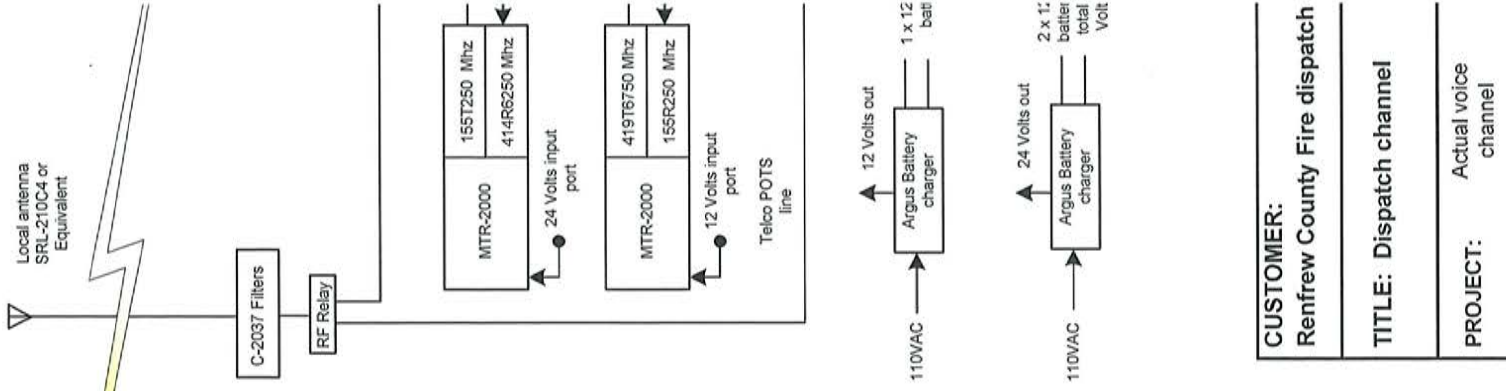 Local antenna
SRL-210C4 or
Equivalent
C-2037 Filters
RF Relay
MTR-2000
155T250 Mhz
414R6250 Mhz
24 Volts input
port
MTR-2000
419T6750 Mhz
155R250 Mhz
12 Volts input
port
Telco POTS
line
12 Volts out
Argus Battery
charger
110VAC
1 x 12
24 Volts out
Argus Battery
charger
110VAC
2 x
total
Volt
CUSTOMER:
Renfrew County Fire dispatch
TITLE: Dispatch channel
PROJECT: Actual voice
channel